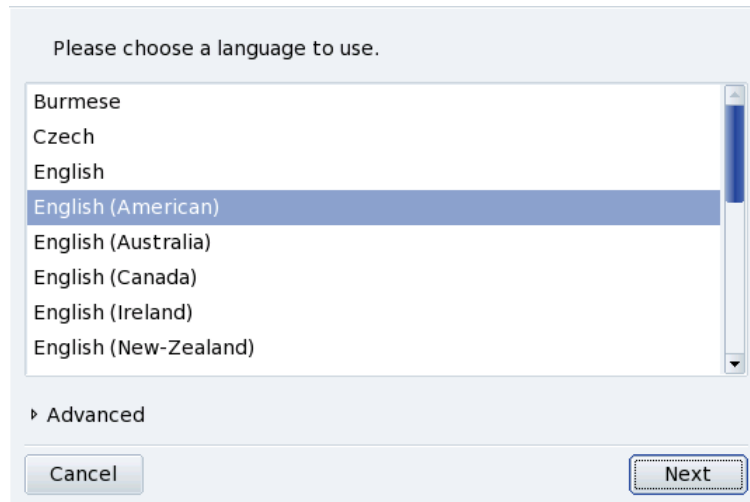 Please choose a language to use.
Burmese
Czech
English
English (American)
English (Australia)
English (Canada)
English (Ireland)
English (New-Zealand)
Advanced
Cancel
Next